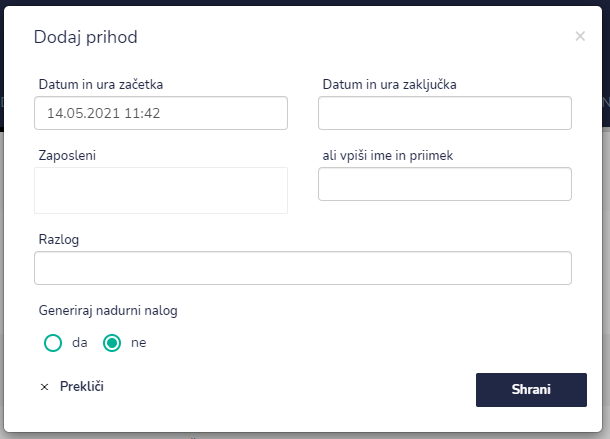 Dodaj prihod ×
Datum in ura začetka Datum in ura zaključka
14.05.2021 11:42
Zaposleni ali vpiši ime in priimek
Razlog
Generiraj nadurni nalog
da ne
× Prekliči Shrani